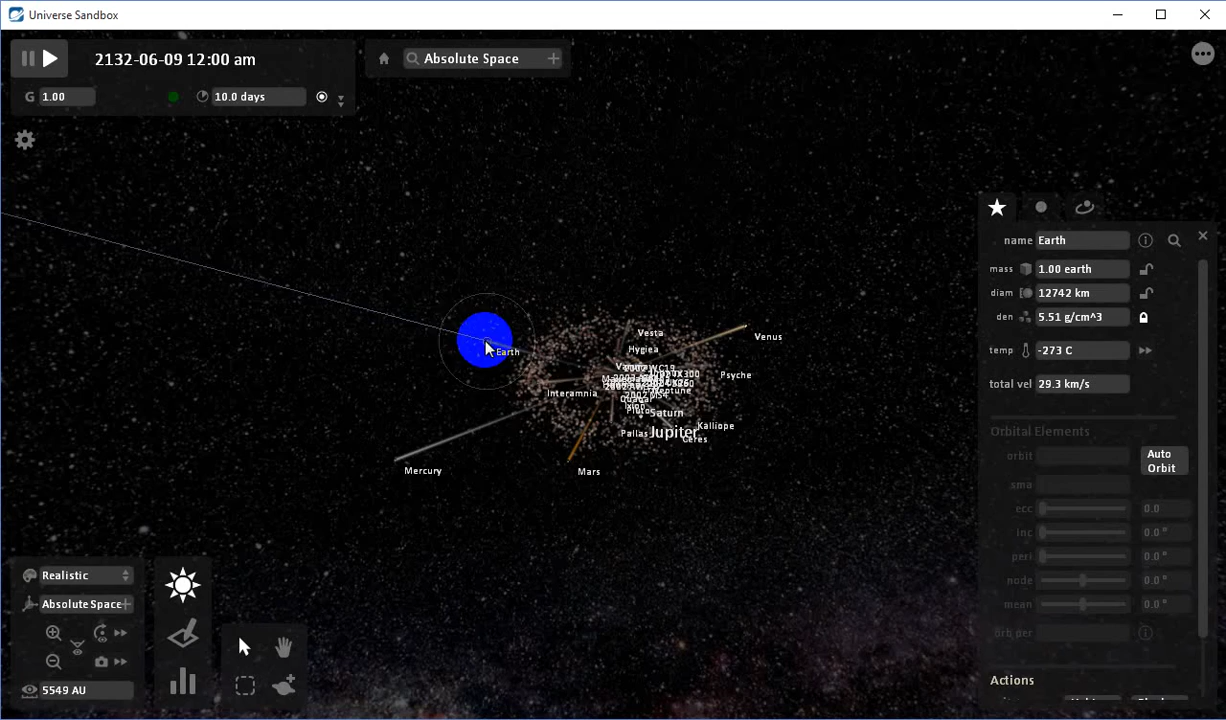 Universe Sandbox
2132-06-09 12:00 am
Absolute Space
G 1.00
10.0 days
name Earth
mass 1.00 earth
diam 12742 km
den 5.51 g/cm^3
temp -273 C
total vel 29.3 km/s
Orbital Elements
orbit
Auto
Orbit
sma
ecc 0.0
inc 0.0°
peri 0.0°
node 0.0°
mean 0.0°
orb per
Actions
Vesta
Venus
Earth
Hygiea
Psyche
Interamnia
Saturn
Pluto
Kalliope
Pallas
Jupiter
Ceres
Mercury
Mars
Realistic
Absolute Space
5549 AU